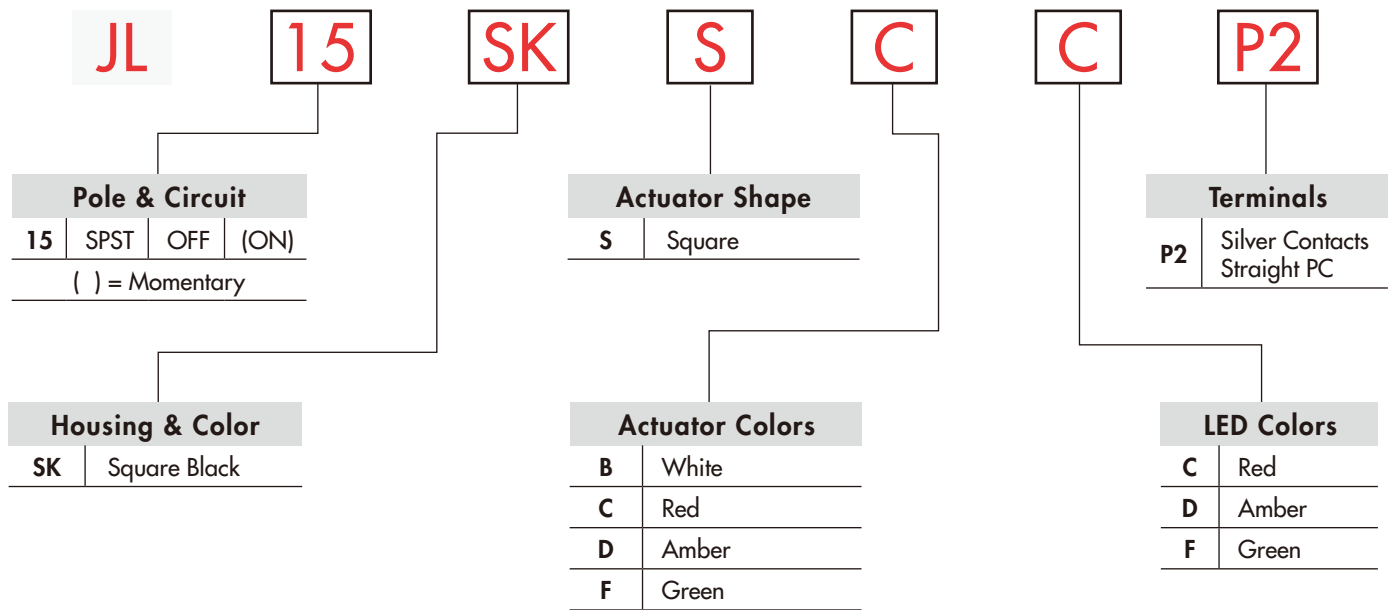 JL 15 SK S C C P2
Pole & Circuit
15 SPST OFF (ON)
( ) = Momentary
Actuator Shape
S Square
Terminals
P2 Silver Contacts
Straight PC
Housing & Color
SK Square Black
Actuator Colors
B White
C Red
D Amber
F Green
LED Colors
C Red
D Amber
F Green